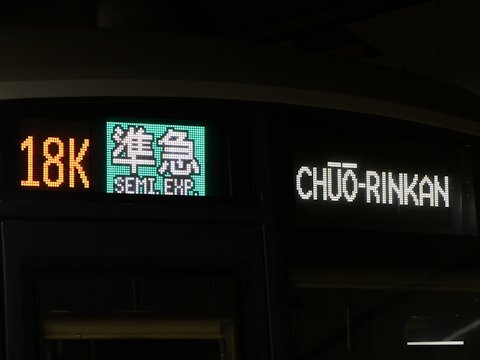 18K
準急
SEMI.EXP.
CHŪŌ-RINKAN